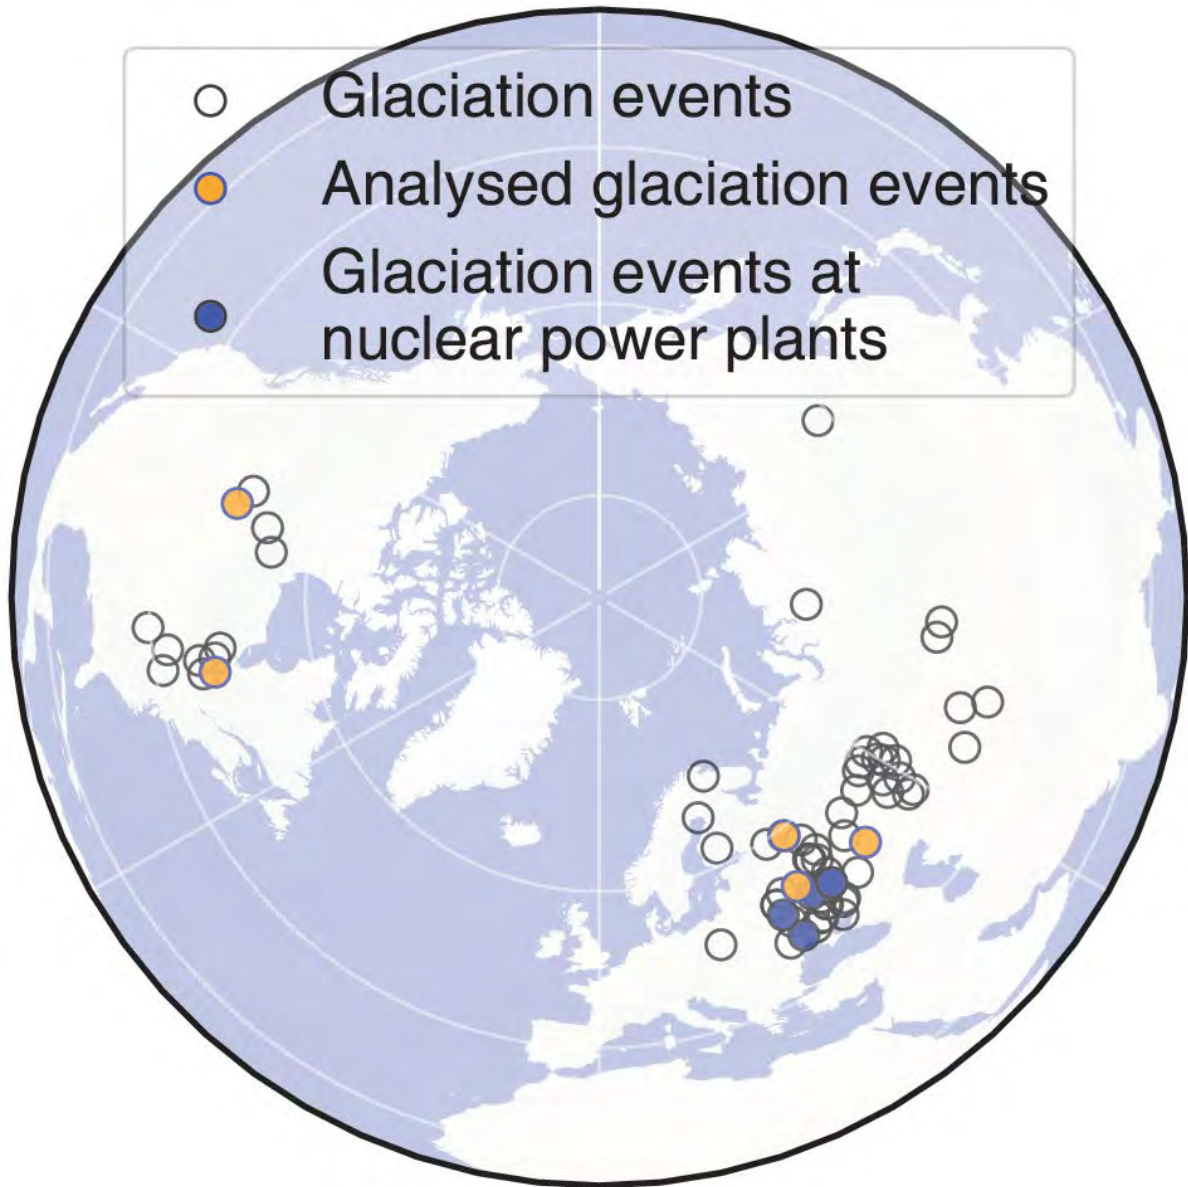 Glaciation events
Analysed glaciation events
Glaciation events at
nuclear power plants